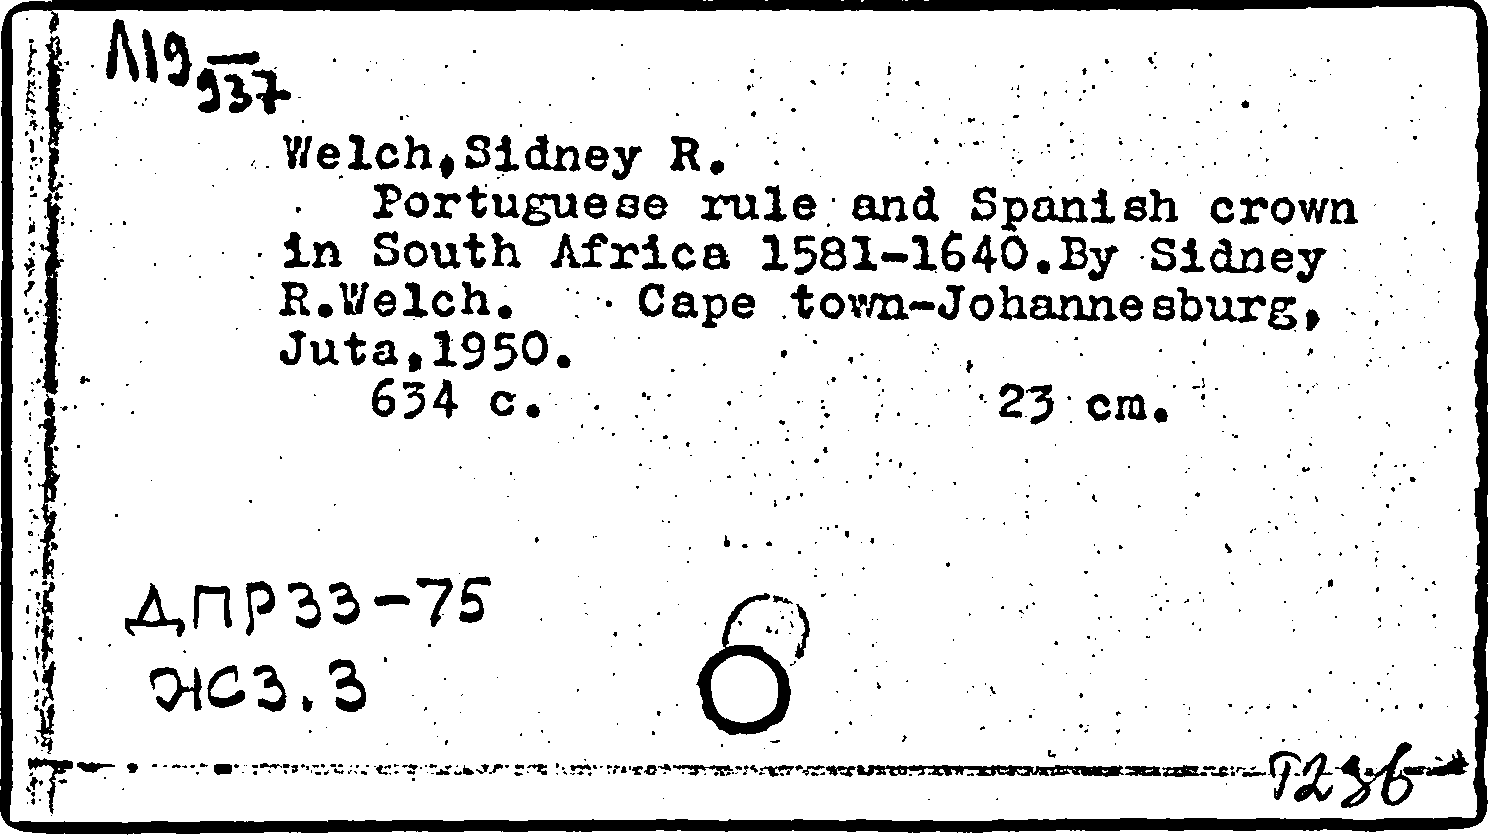 Л19
937
Welch,Sidney R.
Portuguese rule and Spanish crown
in South Africa 1581-1640.By Sidney
R.Welch. Cape town-Johannesburg,
Juta,1950.
634 с. 23 cm.
ДПР33-75
Ж3.3